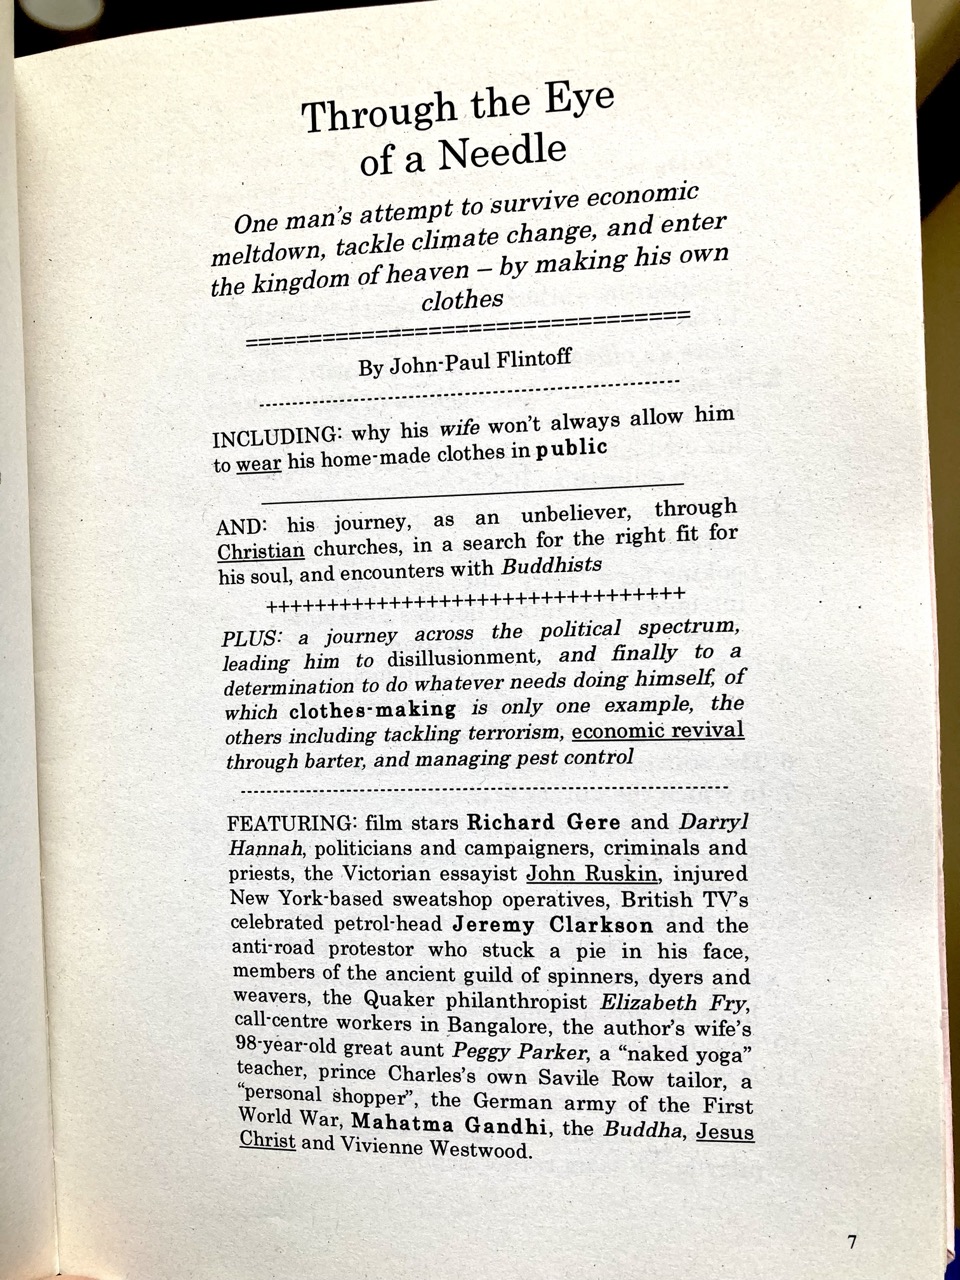 Through the Eye
of a Needle
One man's attempt to survive economic
meltdown, tackle climate change, and enter
the kingdom of heaven – by making his own
clothes
===================================
By John-Paul Flintoff
------------------------------------------------------------
INCLUDING: why his wife won't always allow him
to wear his home-made clothes in public
AND: his journey, as an unbeliever, through
Christian churches, in a search for the right fit for
his soul, and encounters with Buddhists
+++++++++++++++++++++++++++++++++++
PLUS: a journey across the political spectrum,
leading him to disillusionment, and finally to a
determination to do whatever needs doing himself, of
which clothes-making is only one example, the
others including tackling terrorism, economic revival
through barter, and managing pest control
------------------------------------------------------------
FEATURING: film stars Richard Gere and Darryl
Hannah, politicians and campaigners, criminals and
priests, the Victorian essayist John Ruskin, injured
New York-based sweatshop operatives, British TV's
celebrated petrol-head Jeremy Clarkson and the
anti-road protestor who stuck a pie in his face,
members of the ancient guild of spinners, dyers and
weavers, the Quaker philanthropist Elizabeth Fry,
call-centre workers in Bangalore, the author's wife's
98-year-old great aunt Peggy Parker, a “naked yoga”
teacher, prince Charles's own Savile Row tailor, a
“personal shopper”, the German army of the First
World War, Mahatma Gandhi, the Buddha, Jesus
Christ and Vivienne Westwood.
7